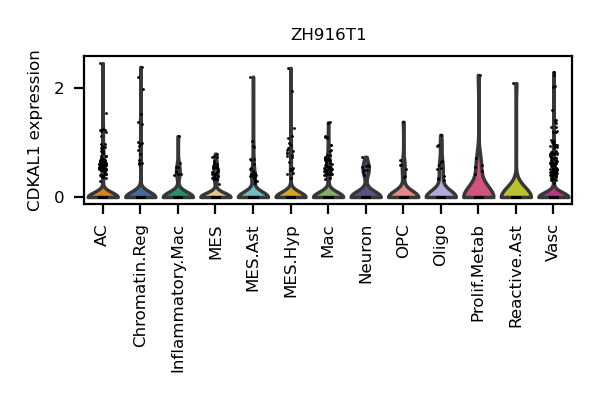 ZH916T1
CDKAL1 expression
2
0
AC
Chromatin.Reg
Inflammatory.Mac
MES
MES.Ast
MES.Hyp
Mac
Neuron
OPC
Oligo
Prolif.Metab
Reactive.Ast
Vasc